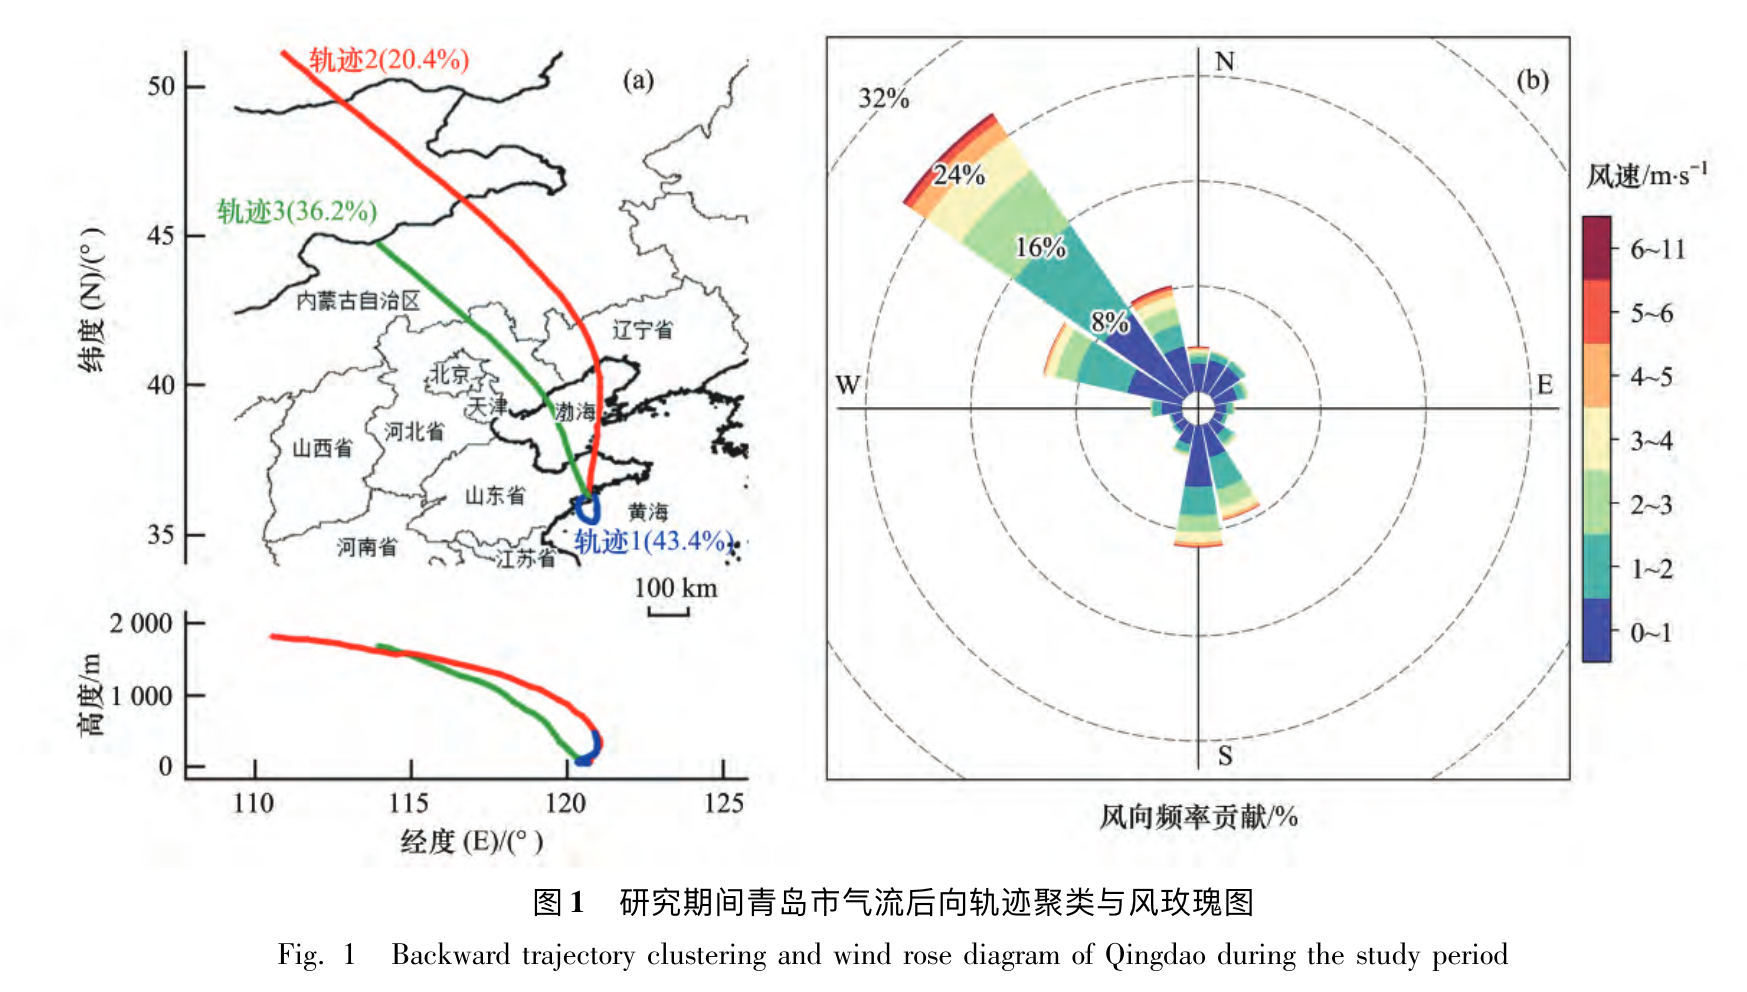 轨迹2(20.4%)
(a)
50
轨迹3(36.2%)
45
纬度 (N)/(°)
内蒙古自治区
辽宁省
40
北京
天津
渤海
河北省
山西省
山东省
黄海
35
河南省
江苏省
轨迹1(43.4%)
100 km
2 000
1 000
0
高度/m
110
115
120
125
经度 (E)/(°)
N
(b)
32%
24%
16%
8%
W
E
S
风向频率贡献/%
风速/m·s⁻¹
6~11
5~6
4~5
3~4
2~3
1~2
0~1
图1 研究期间青岛市气流后向轨迹聚类与风玫瑰图
Fig. 1 Backward trajectory clustering and wind rose diagram of Qingdao during the study period